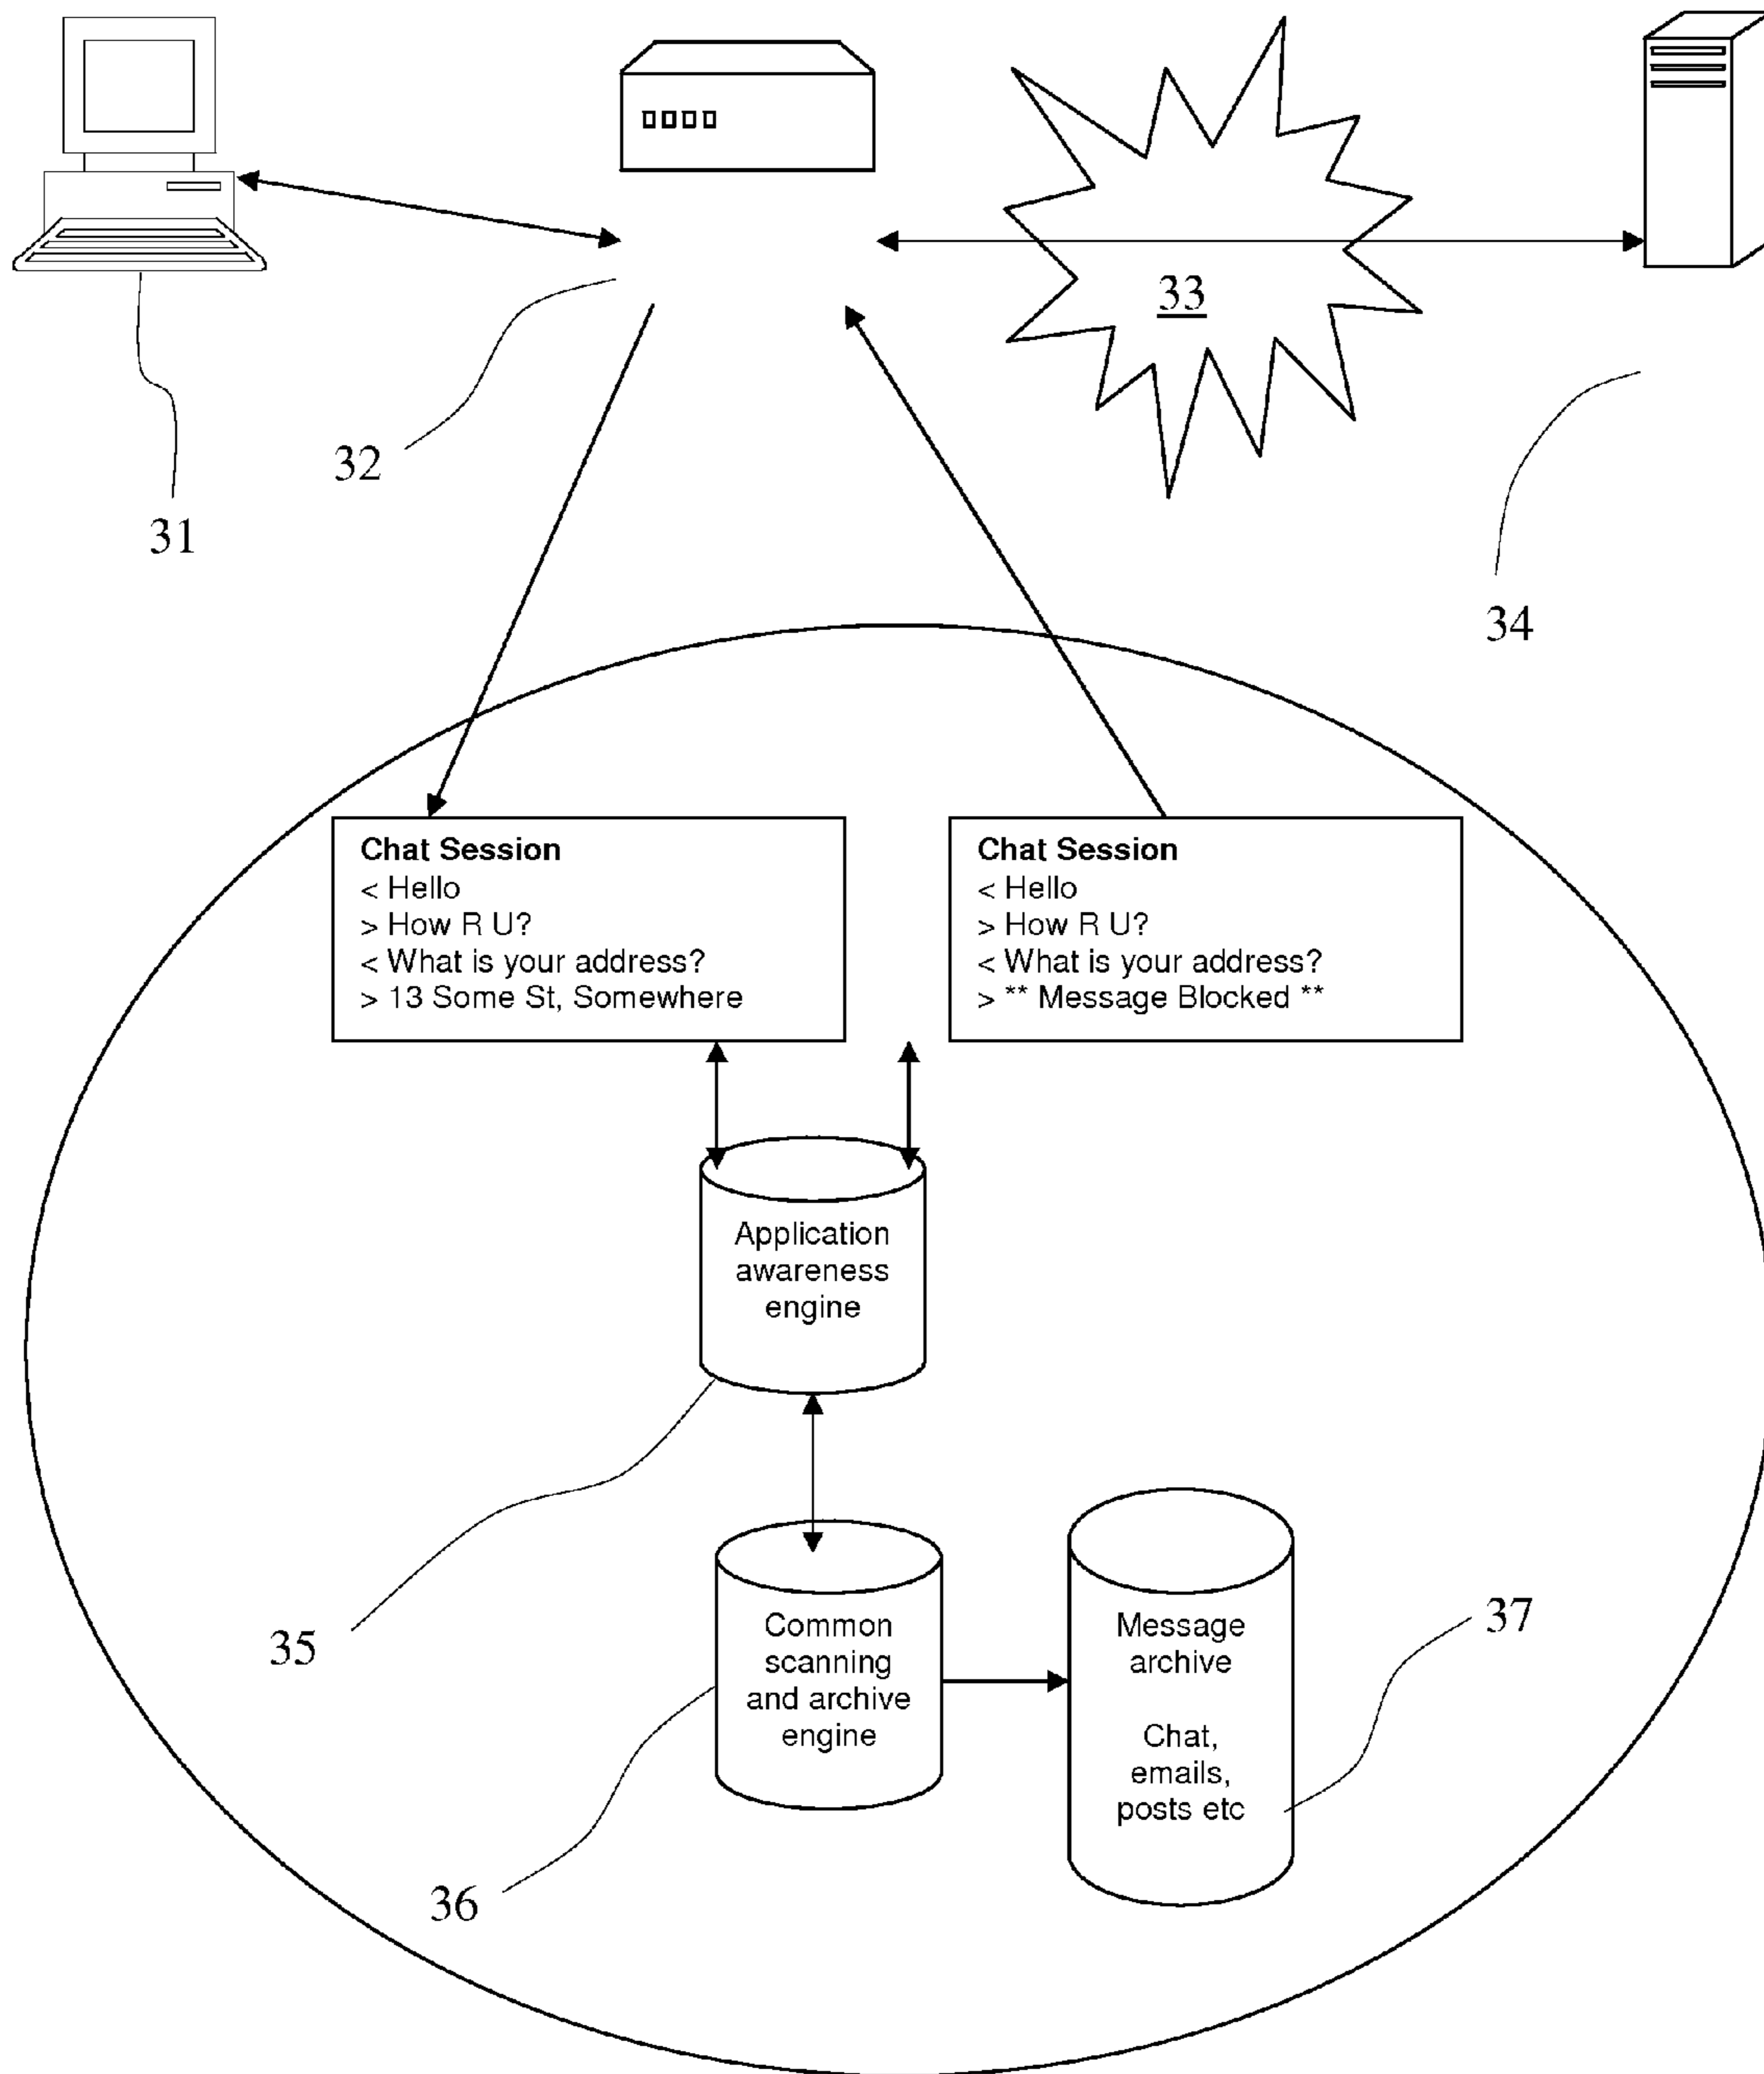 33
32
31
34
Chat Session
< Hello
> How R U?
< What is your address?
> 13 Some St, Somewhere
Chat Session
< Hello
> How R U?
< What is your address?
> ** Message Blocked **
Application
awareness
engine
35
Common
scanning
and archive
engine
Message
archive
Chat,
emails,
posts etc
37
36